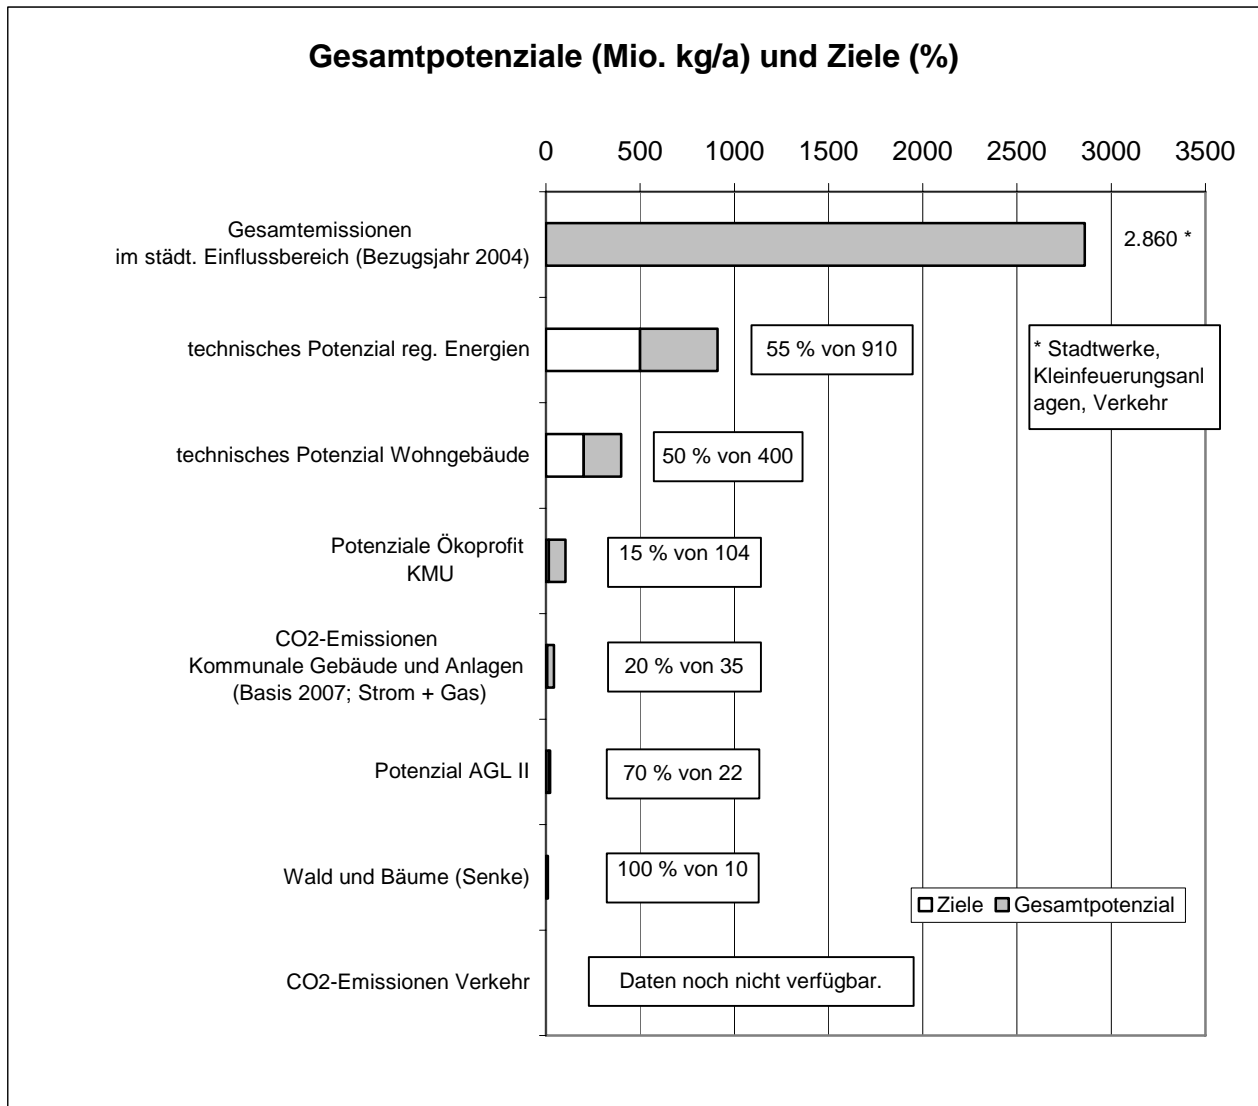 Gesamtpotenziale (Mio. kg/a) und Ziele (%)
0 500 1000 1500 2000 2500 3000 3500
Gesamtemissionen
im städt. Einflussbereich (Bezugsjahr 2004)
2.860 *
technisches Potenzial reg. Energien
55 % von 910
* Stadtwerke,
Kleinfeuerungsanl
agen, Verkehr
technisches Potenzial Wohngebäude
50 % von 400
Potenziale Ökoprofit
KMU
15 % von 104
CO2-Emissionen
Kommunale Gebäude und Anlagen
(Basis 2007; Strom + Gas)
20 % von 35
Potenzial AGL II
70 % von 22
Wald und Bäume (Senke)
100 % von 10
Ziele Gesamtpotenzial
CO2-Emissionen Verkehr
Daten noch nicht verfügbar.